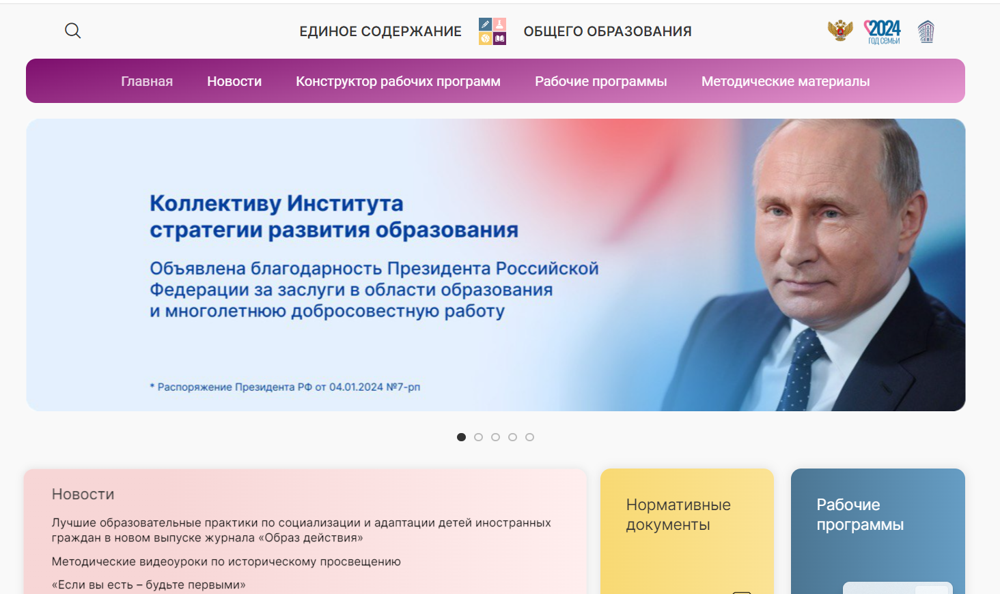 ЕДИНОЕ СОДЕРЖАНИЕ ОБЩЕГО ОБРАЗОВАНИЯ
2024
ГОД СЕМЬИ
Главная Новости Конструктор рабочих программ Рабочие программы Методические материалы
Коллективу Института
стратегии развития образования
Объявлена благодарность Президента Российской
Федерации за заслуги в области образования
и многолетнюю добросовестную работу
* Распоряжение Президента РФ от 04.01.2024 №7-рп
Новости
Лучшие образовательные практики по социализации и адаптации детей иностранных
граждан в новом выпуске журнала «Образ действия»
Методические видеоуроки по историческому просвещению
«Если вы есть – будьте первыми»
Нормативные
документы
Рабочие
программы